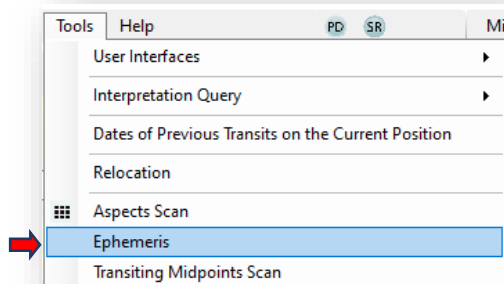 Tools Help PD SR Mi
User Interfaces
Interpretation Query
Dates of Previous Transits on the Current Position
Relocation
Aspects Scan
Ephemeris
Transiting Midpoints Scan